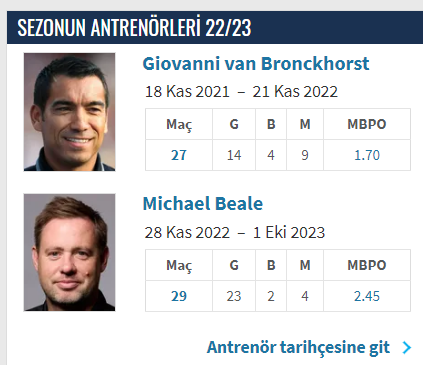 SEZONUN ANTRENÖRLERİ 22/23
Giovanni van Bronckhorst
18 Kas 2021 – 21 Kas 2022
Maç G B M MBPO
27 14 4 9 1.70
Michael Beale
28 Kas 2022 – 1 Eki 2023
Maç G B M MBPO
29 23 2 4 2.45
Antrenör tarihçesine git